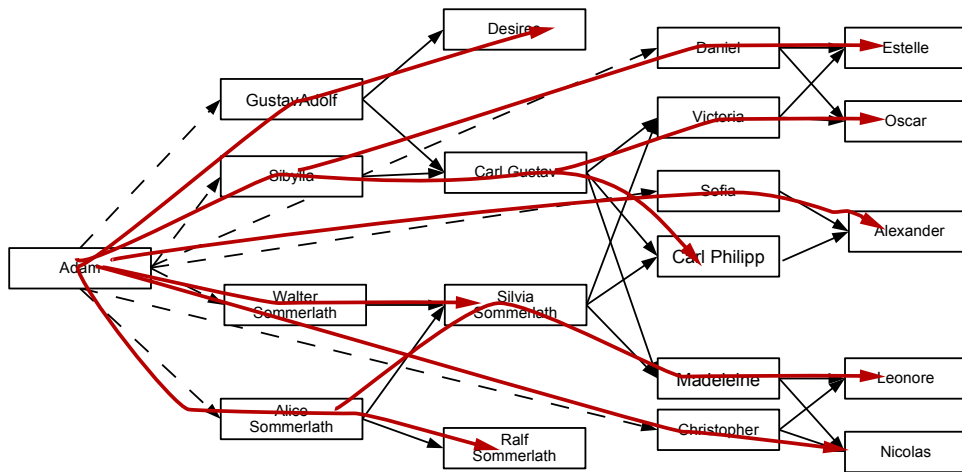 Desiree
Daniel
Estelle
GustavAdolf
Victoria
Oscar
Sibylla
Carl Gustav
Sofia
Alexander
Adam
Carl Philipp
Walter
Sommerlath
Silvia
Sommerlath
Madeleine
Leonore
Alice
Sommerlath
Christopher
Ralf
Sommerlath
Nicolas